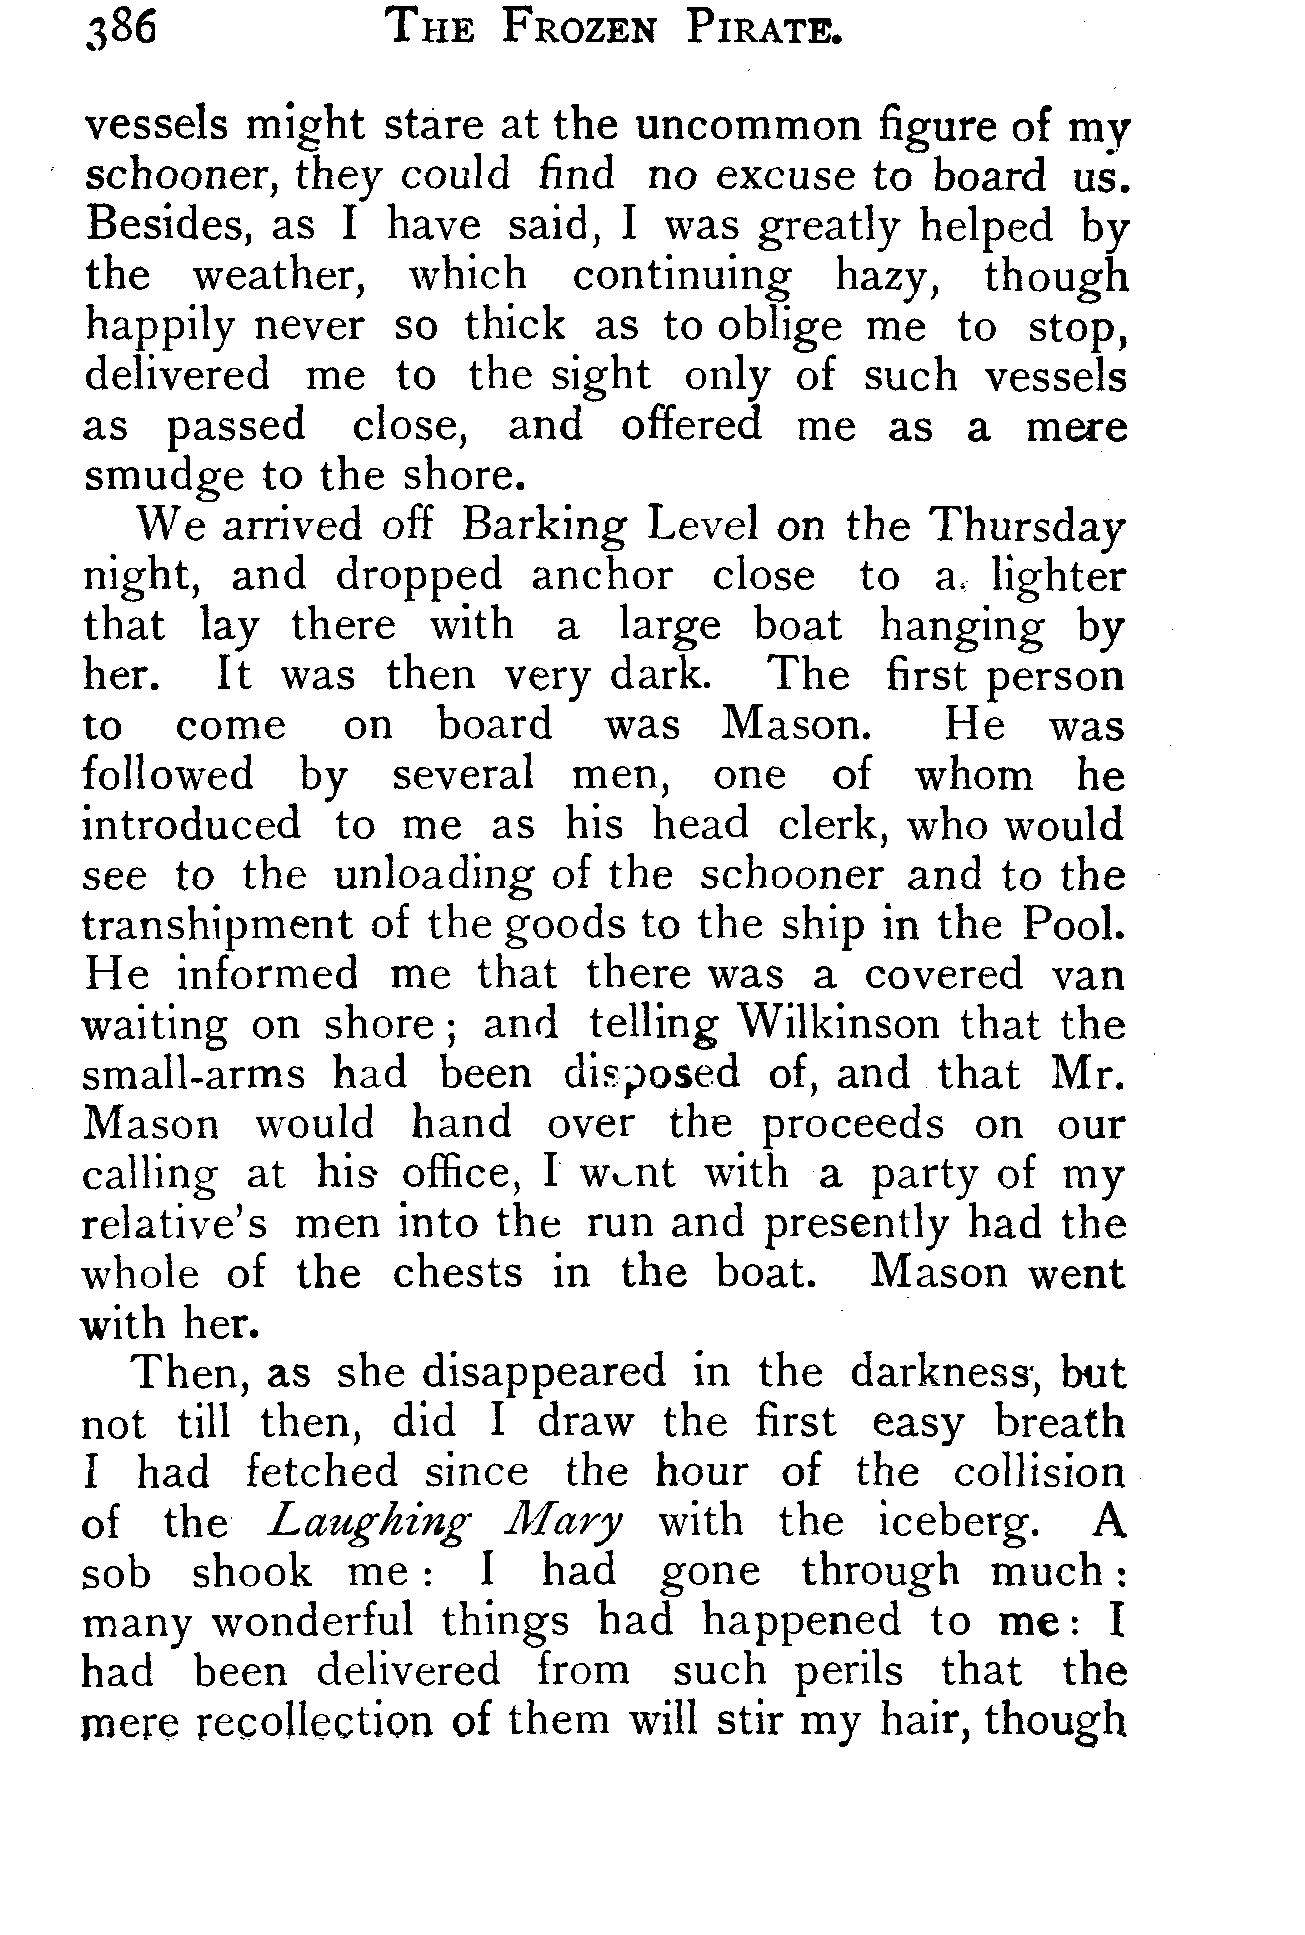 386 THE FROZEN PIRATE.
vessels might stare at the uncommon figure of my
schooner, they could find no excuse to board us.
Besides, as I have said, I was greatly helped by
the weather, which continuing hazy, though
happily never so thick as to oblige me to stop,
delivered me to the sight only of such vessels
as passed close, and offered me as a mere
smudge to the shore.
We arrived off Barking Level on the Thursday
night, and dropped anchor close to a lighter
that lay there with a large boat hanging by
her. It was then very dark. The first person
to come on board was Mason. He was
followed by several men, one of whom he
introduced to me as his head clerk, who would
see to the unloading of the schooner and to the
transhipment of the goods to the ship in the Pool.
He informed me that there was a covered van
waiting on shore ; and telling Wilkinson that the
small-arms had been disposed of, and that Mr.
Mason would hand over the proceeds on our
calling at his office, I went with a party of my
relative's men into the run and presently had the
whole of the chests in the boat. Mason went
with her.
Then, as she disappeared in the darkness, but
not till then, did I draw the first easy breath
I had fetched since the hour of the collision
of the Laughing Mary with the iceberg. A
sob shook me : I had gone through much :
many wonderful things had happened to me : I
had been delivered from such perils that the
mere recollection of them will stir my hair, though